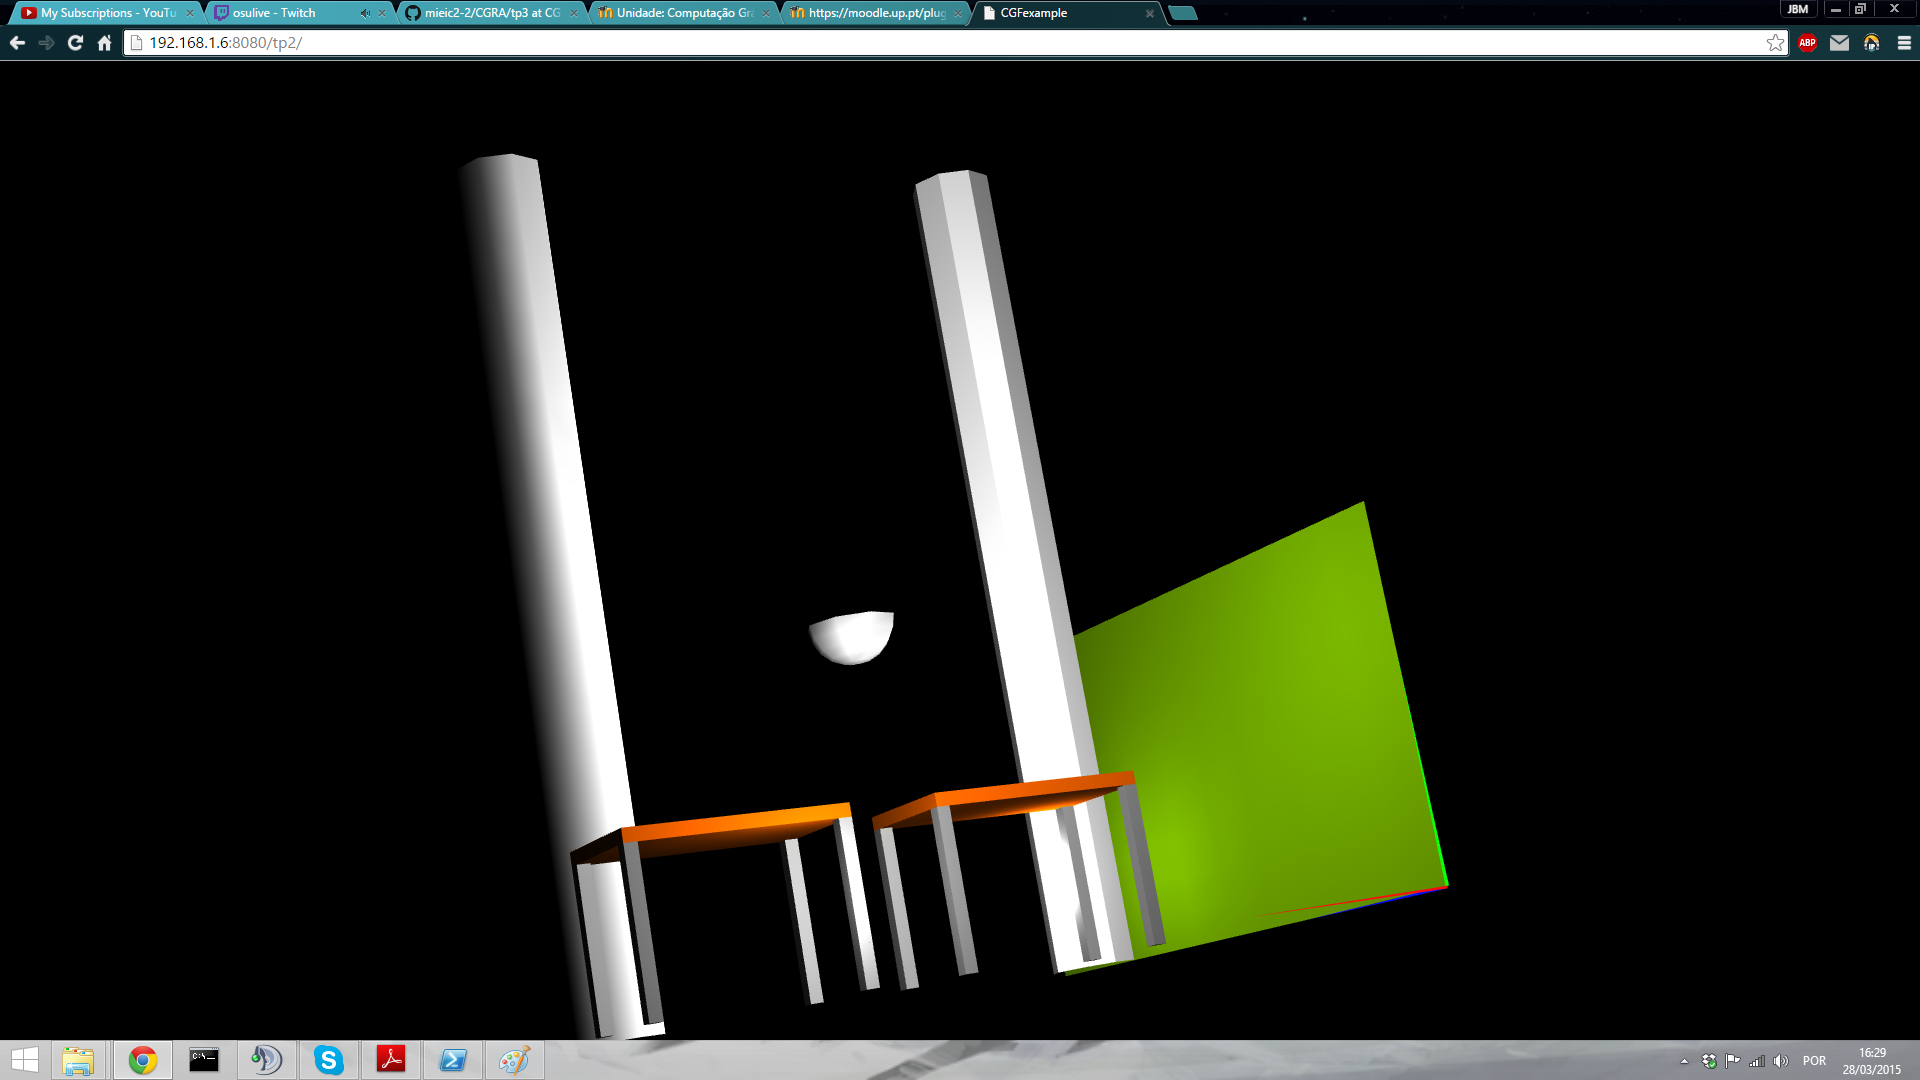 My Subscriptions - YouTu
osulive - Twitch
mieic2-2/CGRA/tp3 at CG
Unidade: Computação Gra
https://moodle.up.pt/plug
CGFexample
JBM
192.168.1.6:8080/tp2/
ABP
POR
16:29
28/03/2015